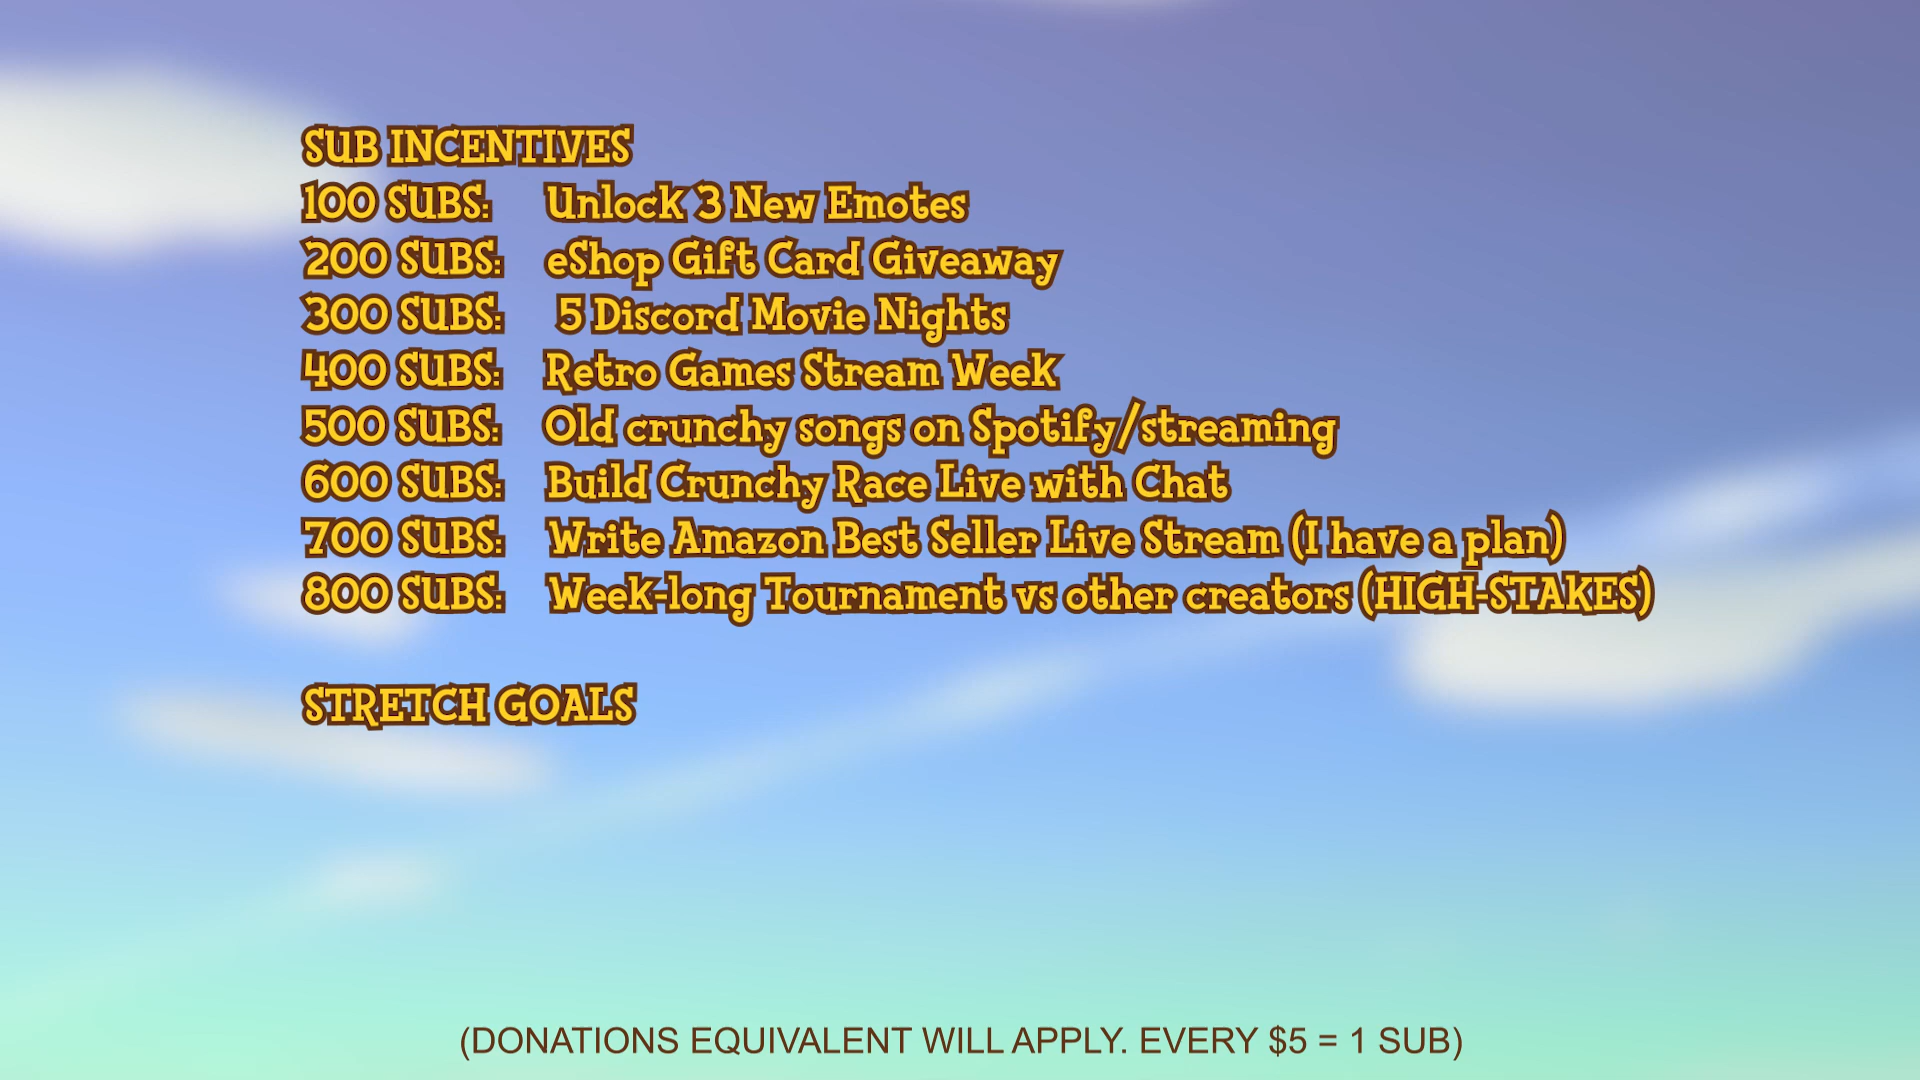 SUB INCENTIVES
100 SUBS: Unlock 3 New Emotes
200 SUBS: eShop Gift Card Giveaway
300 SUBS: 5 Discord Movie Nights
400 SUBS: Retro Games Stream Week
500 SUBS: Old crunchy songs on Spotify/streaming
600 SUBS: Build Crunchy Race Live with Chat
700 SUBS: Write Amazon Best Seller Live Stream (I have a plan)
800 SUBS: Week-long Tournament vs other creators (HIGH-STAKES)
STRETCH GOALS
(DONATIONS EQUIVALENT WILL APPLY. EVERY $5 = 1 SUB)